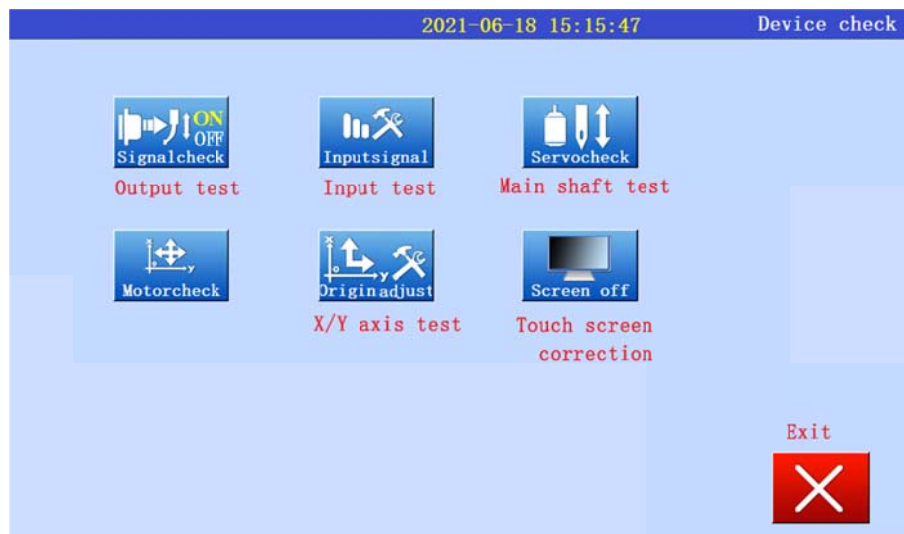 2021-06-18 15:15:47 Device check
ON
OFF
Signalcheck Inputsignal Servocheck
Output test Input test Main shaft test
x
o y
x
o y
Motorcheck Originadjust Screen off
X/Y axis test Touch screen
correction
Exit